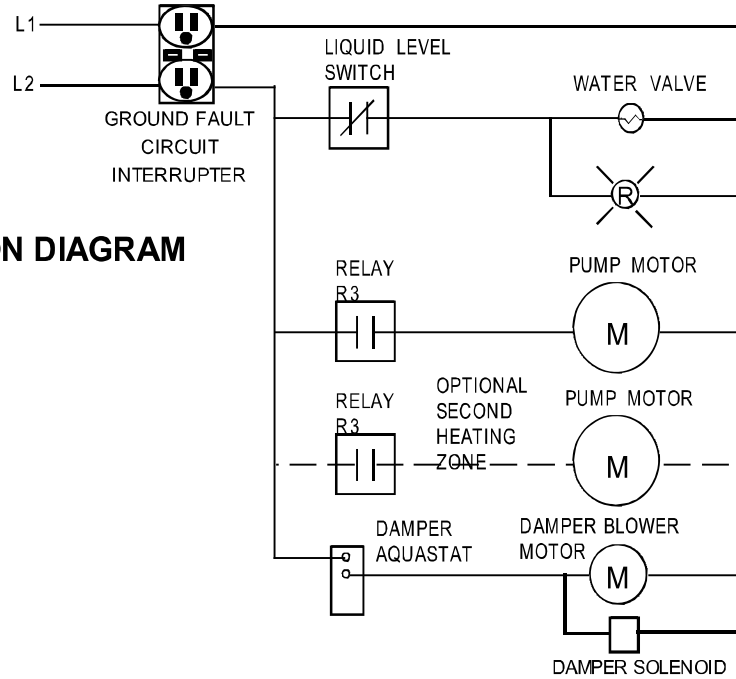 L1
L2
GROUND FAULT
CIRCUIT
INTERRUPTER
LIQUID LEVEL
SWITCH
WATER VALVE
R
ON DIAGRAM
RELAY
R3
PUMP MOTOR
M
RELAY
R3
OPTIONAL
SECOND
HEATING
ZONE
PUMP MOTOR
M
DAMPER
AQUASTAT
DAMPER BLOWER
MOTOR
M
DAMPER SOLENOID